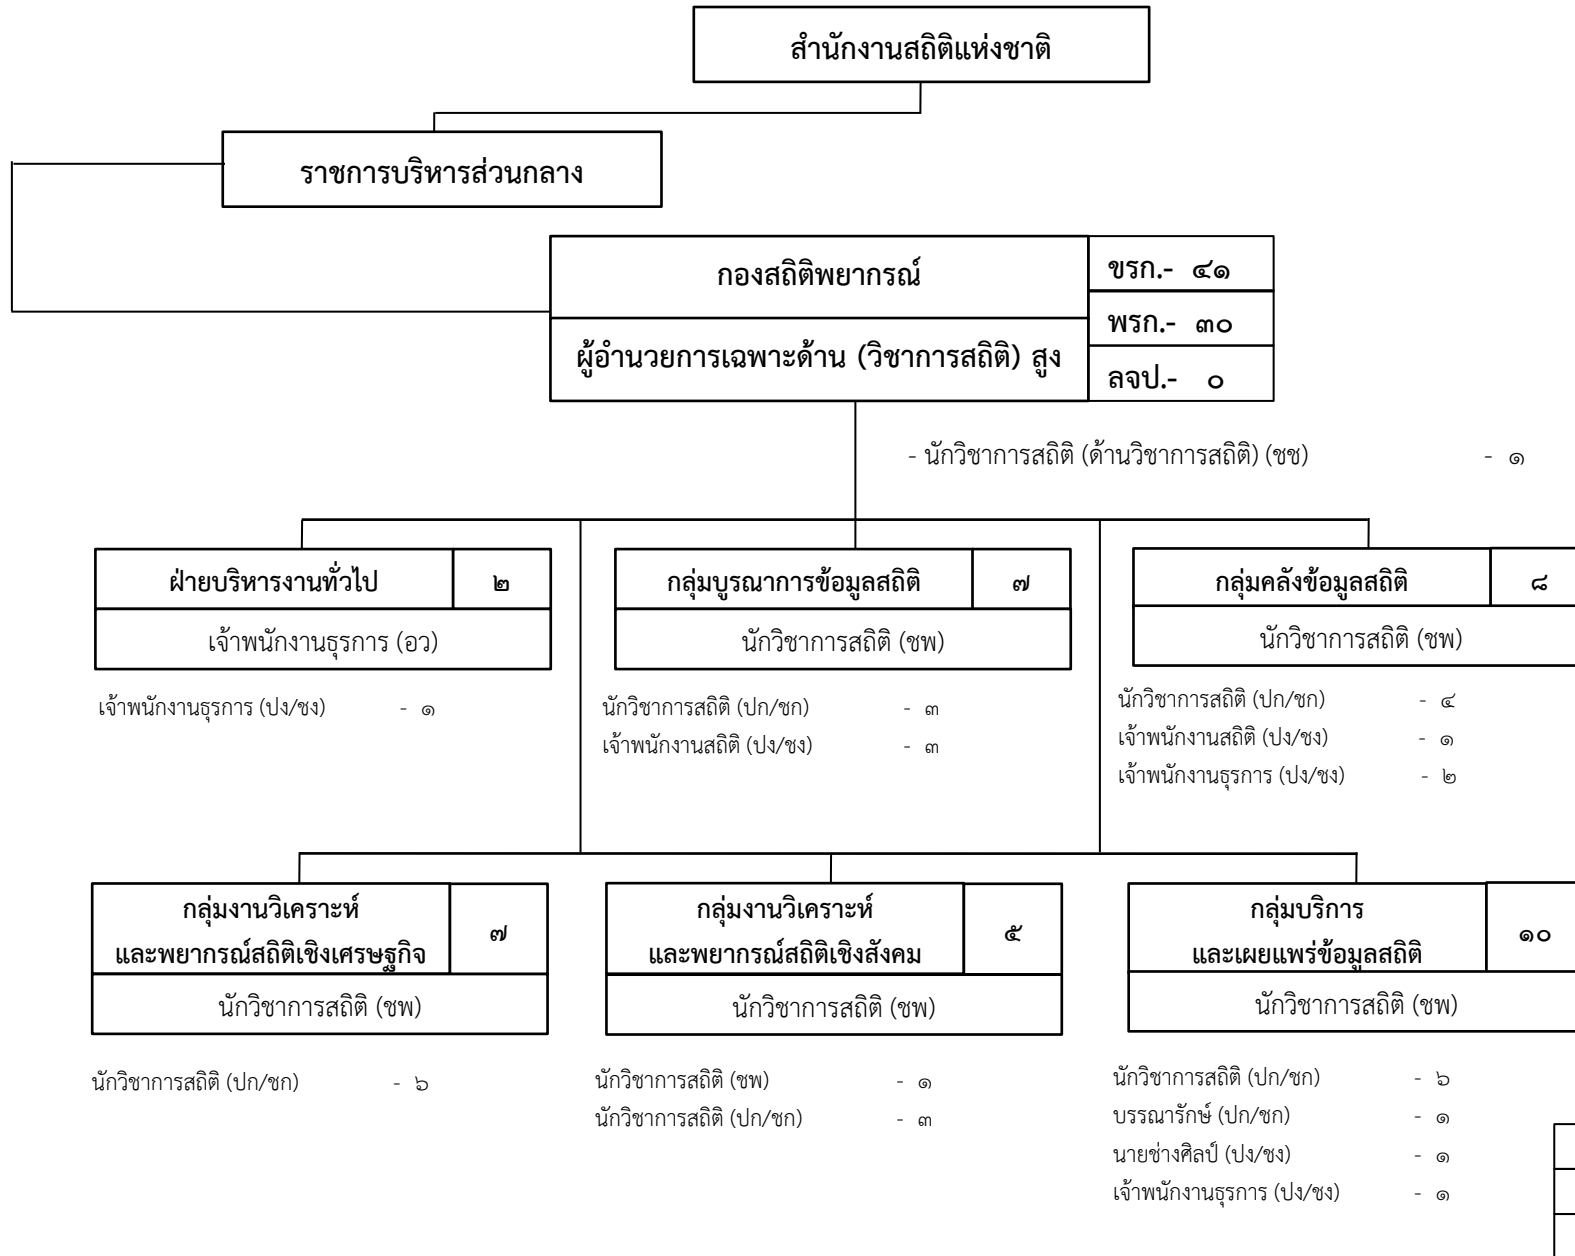 สำนักงานสถิติแห่งชาติ
ราชการบริหารส่วนกลาง
กองสถิติพยากรณ์
ขรก.- ๔๑
พรก.- ๓๐
ผู้อำนวยการเฉพาะด้าน (วิชาการสถิติ) สูง
ลจป.- ๐
- นักวิชาการสถิติ (ด้านวิชาการสถิติ) (ชช) - ๑
ฝ่ายบริหารงานทั่วไป ๒
เจ้าพนักงานธุรการ (อว)
เจ้าพนักงานธุรการ (ปง/ชง) - ๑
กลุ่มบูรณาการข้อมูลสถิติ ๗
นักวิชาการสถิติ (ชพ)
นักวิชาการสถิติ (ปก/ชก) - ๓
เจ้าพนักงานสถิติ (ปง/ชง) - ๓
กลุ่มคลังข้อมูลสถิติ ๘
นักวิชาการสถิติ (ชพ)
นักวิชาการสถิติ (ปก/ชก) - ๔
เจ้าพนักงานสถิติ (ปง/ชง) - ๑
เจ้าพนักงานธุรการ (ปง/ชง) - ๒
กลุ่มงานวิเคราะห์
และพยากรณ์สถิติเชิงเศรษฐกิจ ๗
นักวิชาการสถิติ (ชพ)
นักวิชาการสถิติ (ปก/ชก) - ๖
กลุ่มงานวิเคราะห์
และพยากรณ์สถิติเชิงสังคม ๕
นักวิชาการสถิติ (ชพ)
นักวิชาการสถิติ (ชพ) - ๑
นักวิชาการสถิติ (ปก/ชก) - ๓
กลุ่มบริการ
และเผยแพร่ข้อมูลสถิติ ๑๐
นักวิชาการสถิติ (ชพ)
นักวิชาการสถิติ (ปก/ชก) - ๖
บรรณารักษ์ (ปก/ชก) - ๑
นายช่างศิลป์ (ปง/ชง) - ๑
เจ้าพนักงานธุรการ (ปง/ชง) - ๑